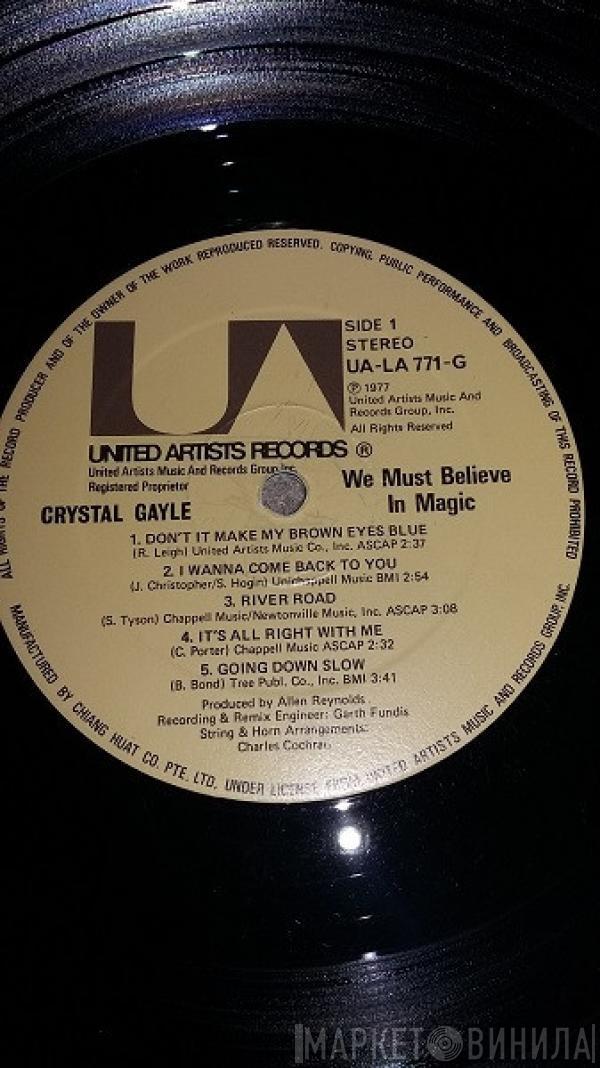 ALL RIGHTS OF THE RECORD PRODUCER AND OF THE OWNER OF THE WORK REPRODUCED RESERVED. COPYING, PUBLIC PERFORMANCE AND BROADCASTING OF THIS RECORD PROHIBITED
UA
SIDE 1
STEREO
UA-LA 771-G
℗ 1977
United Artists Music And
Records Group, Inc.
All Rights Reserved
UNITED ARTISTS RECORDS ®
United Artists Music And Records Group Inc.
Registered Proprietor
We Must Believe
In Magic
CRYSTAL GAYLE
1. DON'T IT MAKE MY BROWN EYES BLUE
(R. Leigh) United Artists Music Co., Inc. ASCAP 2:37
2. I WANNA COME BACK TO YOU
(J. Christopher/S. Hogin) Unichappell Music BMI 2:54
3. RIVER ROAD
(S. Tyson) Chappell Music/Newtonville Music, Inc. ASCAP 3:08
4. IT'S ALL RIGHT WITH ME
(C. Porter) Chappell Music ASCAP 2:32
5. GOING DOWN SLOW
(B. Bond) Tree Publ. Co., Inc. BMI 3:41
Produced by Allen Reynolds
Recording & Remix Engineer: Garth Fundis
String & Horn Arrangements:
Charles Cochran
MANUFACTURED BY CHIANG HUAT CO. PTE. LTD. UNDER LICENSE FROM UNITED ARTISTS MUSIC AND RECORDS GROUP, INC.
МАРКЕТ ВИНИЛА